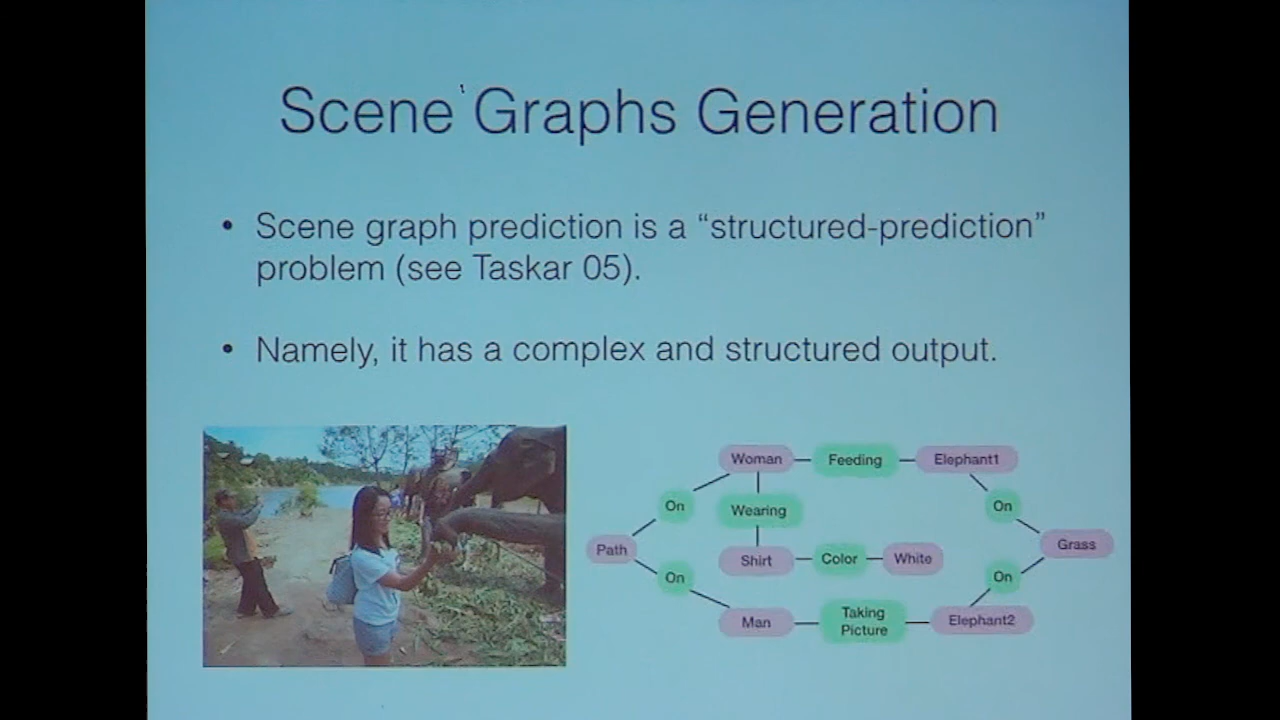 Scene Graphs Generation
• Scene graph prediction is a “structured-prediction”
problem (see Taskar 05).
• Namely, it has a complex and structured output.
Woman Feeding Elephant1
On Wearing On
Path Shirt Color White Grass
On On
Man Taking Picture Elephant2